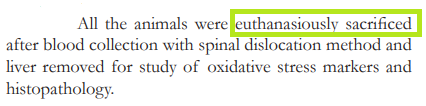 All the animals were euthanasiously sacrificed
after blood collection with spinal dislocation method and
liver removed for study of oxidative stress markers and
histopathology.